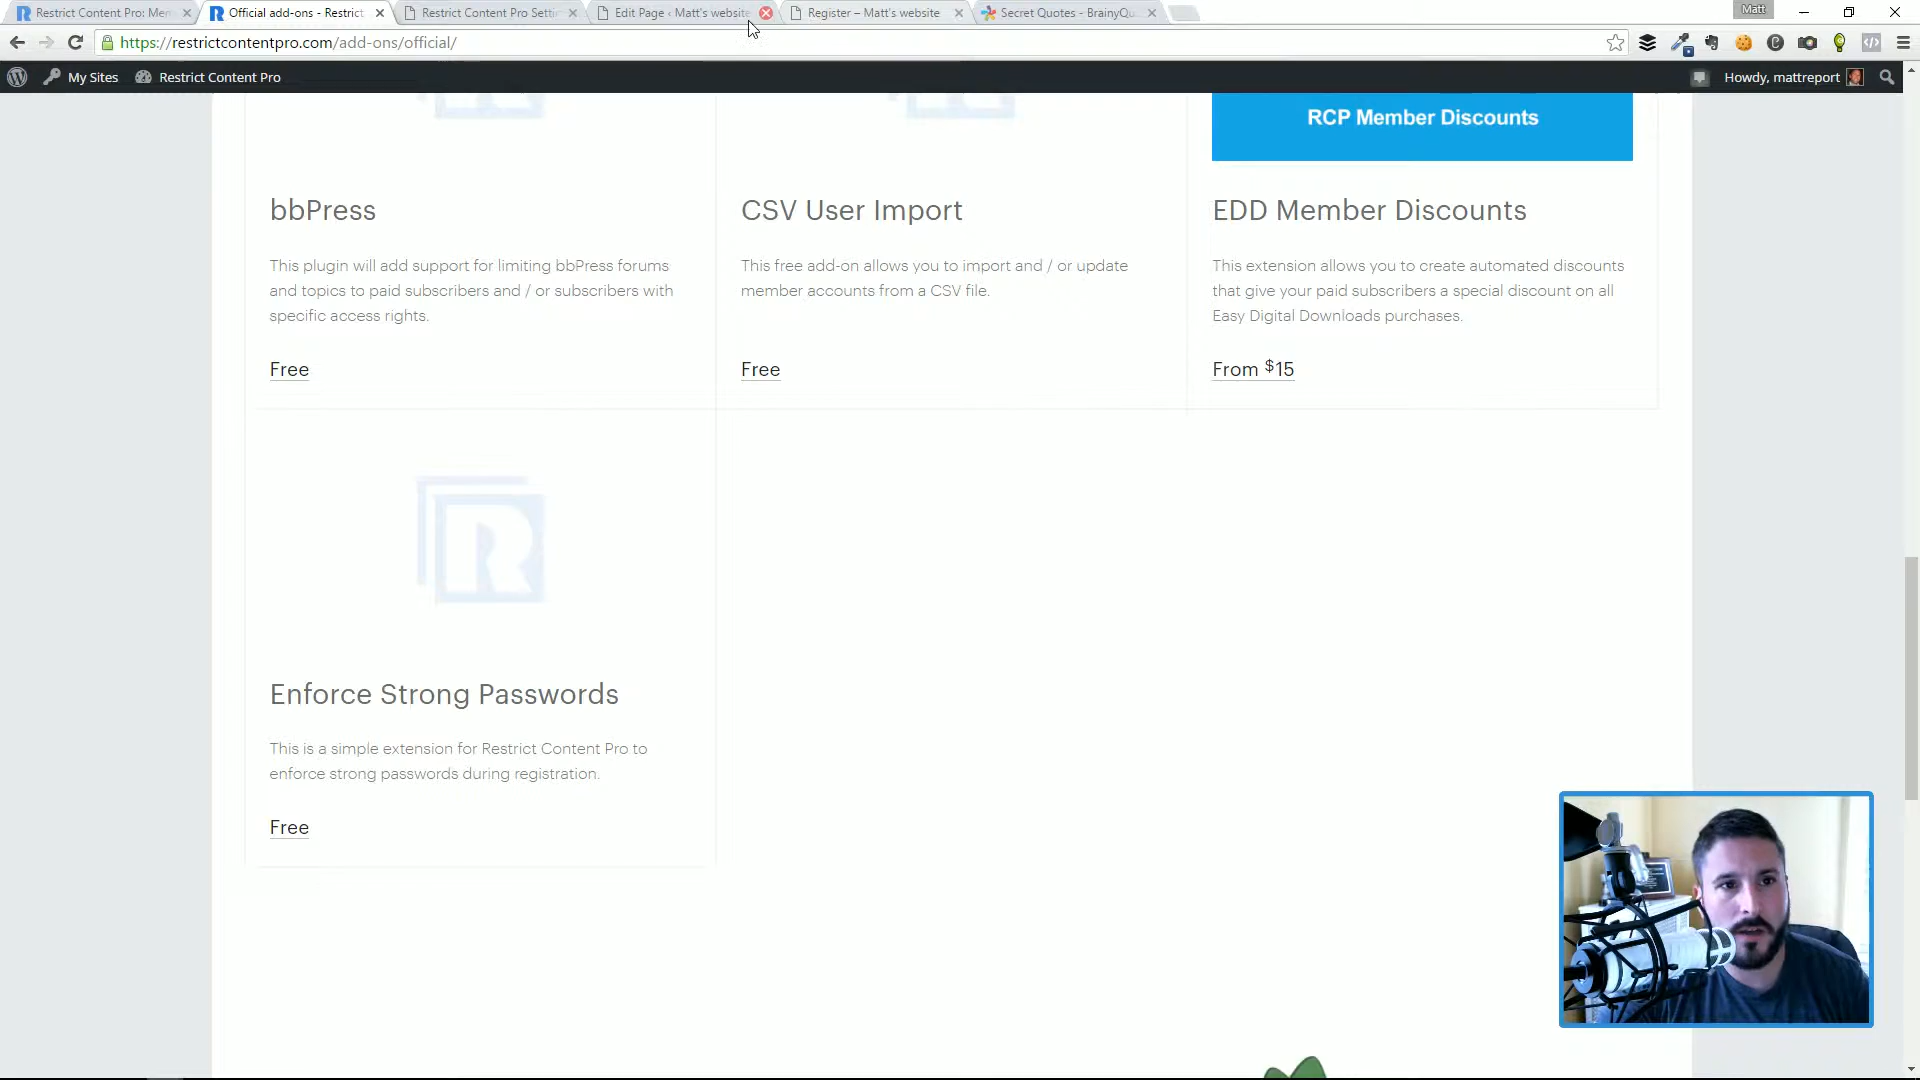 Restrict Content Pro: Mem
Official add-ons - Restrict
Restrict Content Pro Setti
Edit Page ‹ Matt's website
Register – Matt's website
Secret Quotes - BrainyQu
Matt
https://restrictcontentpro.com/add-ons/official/
My Sites
Restrict Content Pro
Howdy, mattreport
RCP Member Discounts
bbPress
This plugin will add support for limiting bbPress forums
and topics to paid subscribers and / or subscribers with
specific access rights.
Free
CSV User Import
This free add-on allows you to import and / or update
member accounts from a CSV file.
Free
EDD Member Discounts
This extension allows you to create automated discounts
that give your paid subscribers a special discount on all
Easy Digital Downloads purchases.
From $15
Enforce Strong Passwords
This is a simple extension for Restrict Content Pro to
enforce strong passwords during registration.
Free